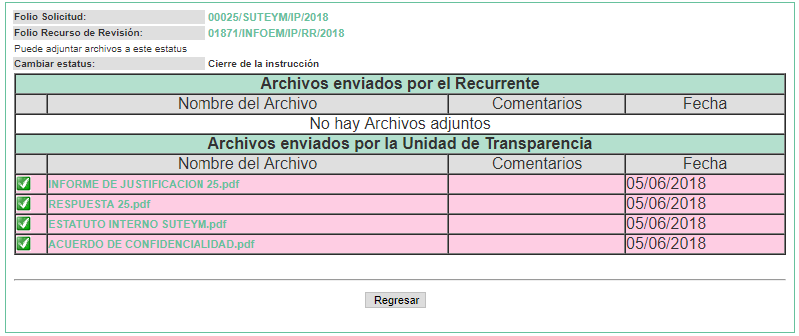 Folio Solicitud: 00025/SUTEYM/IP/2018
Folio Recurso de Revisión: 01871/INFOEM/IP/RR/2018
Puede adjuntar archivos a este estatus
Cambiar estatus: Cierre de la instrucción
Archivos enviados por el Recurrente
Nombre del Archivo Comentarios Fecha
No hay Archivos adjuntos
Archivos enviados por la Unidad de Transparencia
Nombre del Archivo Comentarios Fecha
INFORME DE JUSTIFICACION 25.pdf 05/06/2018
RESPUESTA 25.pdf 05/06/2018
ESTATUTO INTERNO SUTEYM.pdf 05/06/2018
ACUERDO DE CONFIDENCIALIDAD.pdf 05/06/2018
Regresar